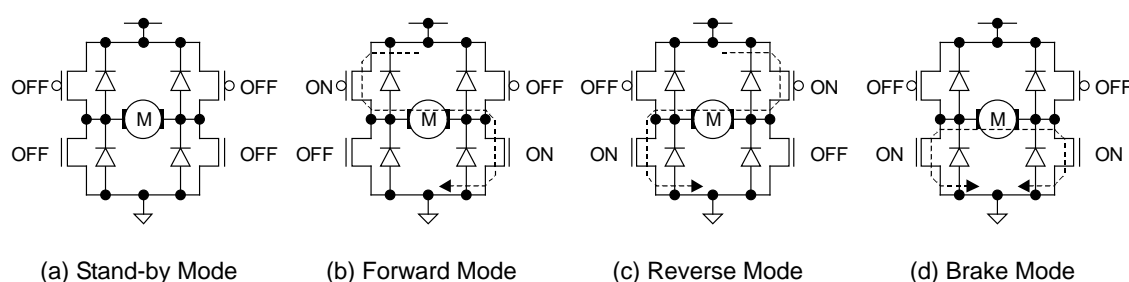 OFF OFF
M
OFF OFF
(a) Stand-by Mode
ON OFF
M
OFF ON
(b) Forward Mode
OFF ON
M
ON OFF
(c) Reverse Mode
OFF OFF
M
ON ON
(d) Brake Mode